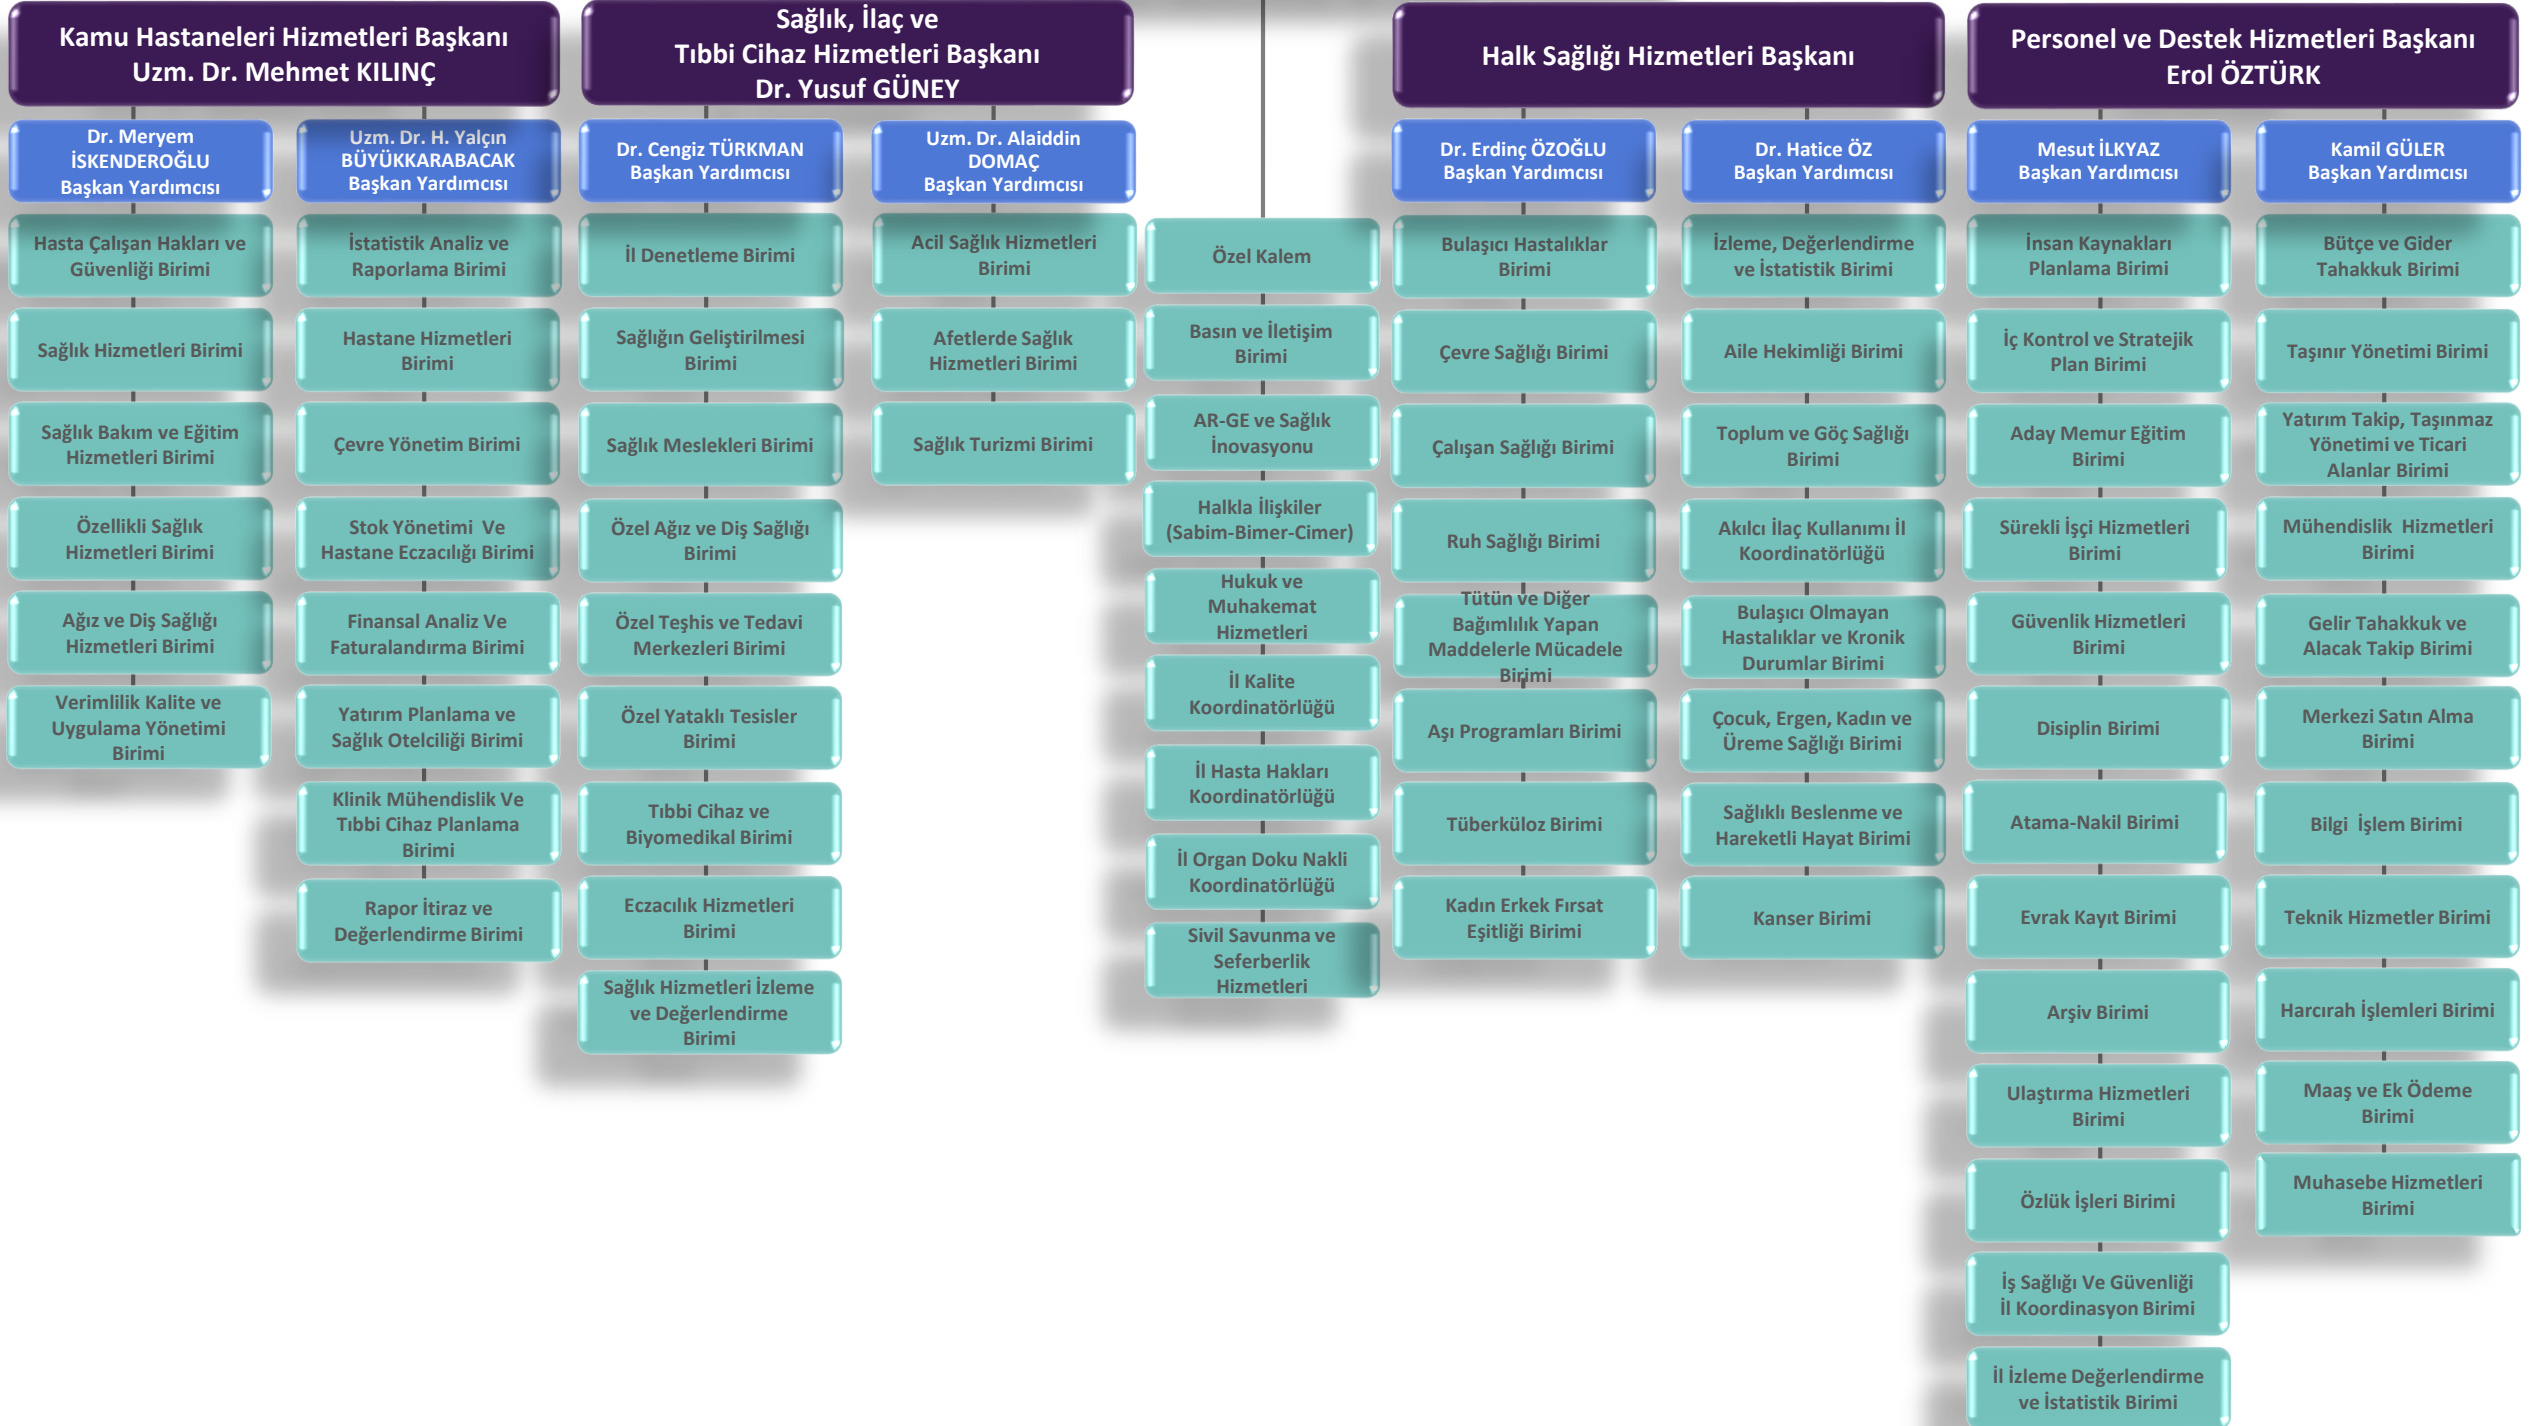 Kamu Hastaneleri Hizmetleri Başkanı
Uzm. Dr. Mehmet KILINÇ
Dr. Meryem
İSKENDEROĞLU
Başkan Yardımcısı
Hasta Çalışan Hakları ve
Güvenliği Birimi
Sağlık Hizmetleri Birimi
Sağlık Bakım ve Eğitim
Hizmetleri Birimi
Özellikli Sağlık
Hizmetleri Birimi
Ağız ve Diş Sağlığı
Hizmetleri Birimi
Verimlilik Kalite ve
Uygulama Yönetimi
Birimi
Uzm. Dr. H. Yalçın
BÜYÜKKARABACAK
Başkan Yardımcısı
İstatistik Analiz ve
Raporlama Birimi
Hastane Hizmetleri
Birimi
Çevre Yönetim Birimi
Stok Yönetimi Ve
Hastane Eczacılığı Birimi
Finansal Analiz Ve
Faturalandırma Birimi
Yatırım Planlama ve
Sağlık Otelciliği Birimi
Klinik Mühendislik Ve
Tıbbi Cihaz Planlama
Birimi
Rapor İtiraz ve
Değerlendirme Birimi
Sağlık, İlaç ve
Tıbbi Cihaz Hizmetleri Başkanı
Dr. Yusuf GÜNEY
Dr. Cengiz TÜRKMAN
Başkan Yardımcısı
İl Denetleme Birimi
Sağlığın Geliştirilmesi
Birimi
Sağlık Meslekleri Birimi
Özel Ağız ve Diş Sağlığı
Birimi
Özel Teşhis ve Tedavi
Merkezleri Birimi
Özel Yataklı Tesisler
Birimi
Tıbbi Cihaz ve
Biyomedikal Birimi
Eczacılık Hizmetleri
Birimi
Sağlık Hizmetleri İzleme
ve Değerlendirme
Birimi
Uzm. Dr. Alaiddin
DOMAÇ
Başkan Yardımcısı
Acil Sağlık Hizmetleri
Birimi
Afetlerde Sağlık
Hizmetleri Birimi
Sağlık Turizmi Birimi
Özel Kalem
Basın ve İletişim
Birimi
AR-GE ve Sağlık
İnovasyonu
Halkla İlişkiler
(Sabim-Bimer-Cimer)
Hukuk ve
Muhakemat
Hizmetleri
İl Kalite
Koordinatörlüğü
İl Hasta Hakları
Koordinatörlüğü
İl Organ Doku Nakli
Koordinatörlüğü
Sivil Savunma ve
Seferberlik
Hizmetleri
Halk Sağlığı Hizmetleri Başkanı
Dr. Erdinç ÖZOĞLU
Başkan Yardımcısı
Bulaşıcı Hastalıklar
Birimi
Çevre Sağlığı Birimi
Çalışan Sağlığı Birimi
Ruh Sağlığı Birimi
Tütün ve Diğer
Bağımlılık Yapan
Maddelerle Mücadele
Birimi
Aşı Programları Birimi
Tüberküloz Birimi
Kadın Erkek Fırsat
Eşitliği Birimi
Dr. Hatice ÖZ
Başkan Yardımcısı
İzleme, Değerlendirme
ve İstatistik Birimi
Aile Hekimliği Birimi
Toplum ve Göç Sağlığı
Birimi
Akılcı İlaç Kullanımı İl
Koordinatörlüğü
Bulaşıcı Olmayan
Hastalıklar ve Kronik
Durumlar Birimi
Çocuk, Ergen, Kadın ve
Üreme Sağlığı Birimi
Sağlıklı Beslenme ve
Hareketli Hayat Birimi
Kanser Birimi
Personel ve Destek Hizmetleri Başkanı
Erol ÖZTÜRK
Mesut İLKYAZ
Başkan Yardımcısı
İnsan Kaynakları
Planlama Birimi
İç Kontrol ve Stratejik
Plan Birimi
Aday Memur Eğitim
Birimi
Sürekli İşçi Hizmetleri
Birimi
Güvenlik Hizmetleri
Birimi
Disiplin Birimi
Atama-Nakil Birimi
Evrak Kayıt Birimi
Arşiv Birimi
Ulaştırma Hizmetleri
Birimi
Özlük İşleri Birimi
İş Sağlığı Ve Güvenliği
İl Koordinasyon Birimi
İl İzleme Değerlendirme
ve İstatistik Birimi
Kamil GÜLER
Başkan Yardımcısı
Bütçe ve Gider
Tahakkuk Birimi
Taşınır Yönetimi Birimi
Yatırım Takip, Taşınmaz
Yönetimi ve Ticari
Alanlar Birimi
Mühendislik Hizmetleri
Birimi
Gelir Tahakkuk ve
Alacak Takip Birimi
Merkezi Satın Alma
Birimi
Bilgi İşlem Birimi
Teknik Hizmetler Birimi
Harcırah İşlemleri Birimi
Maaş ve Ek Ödeme
Birimi
Muhasebe Hizmetleri
Birimi